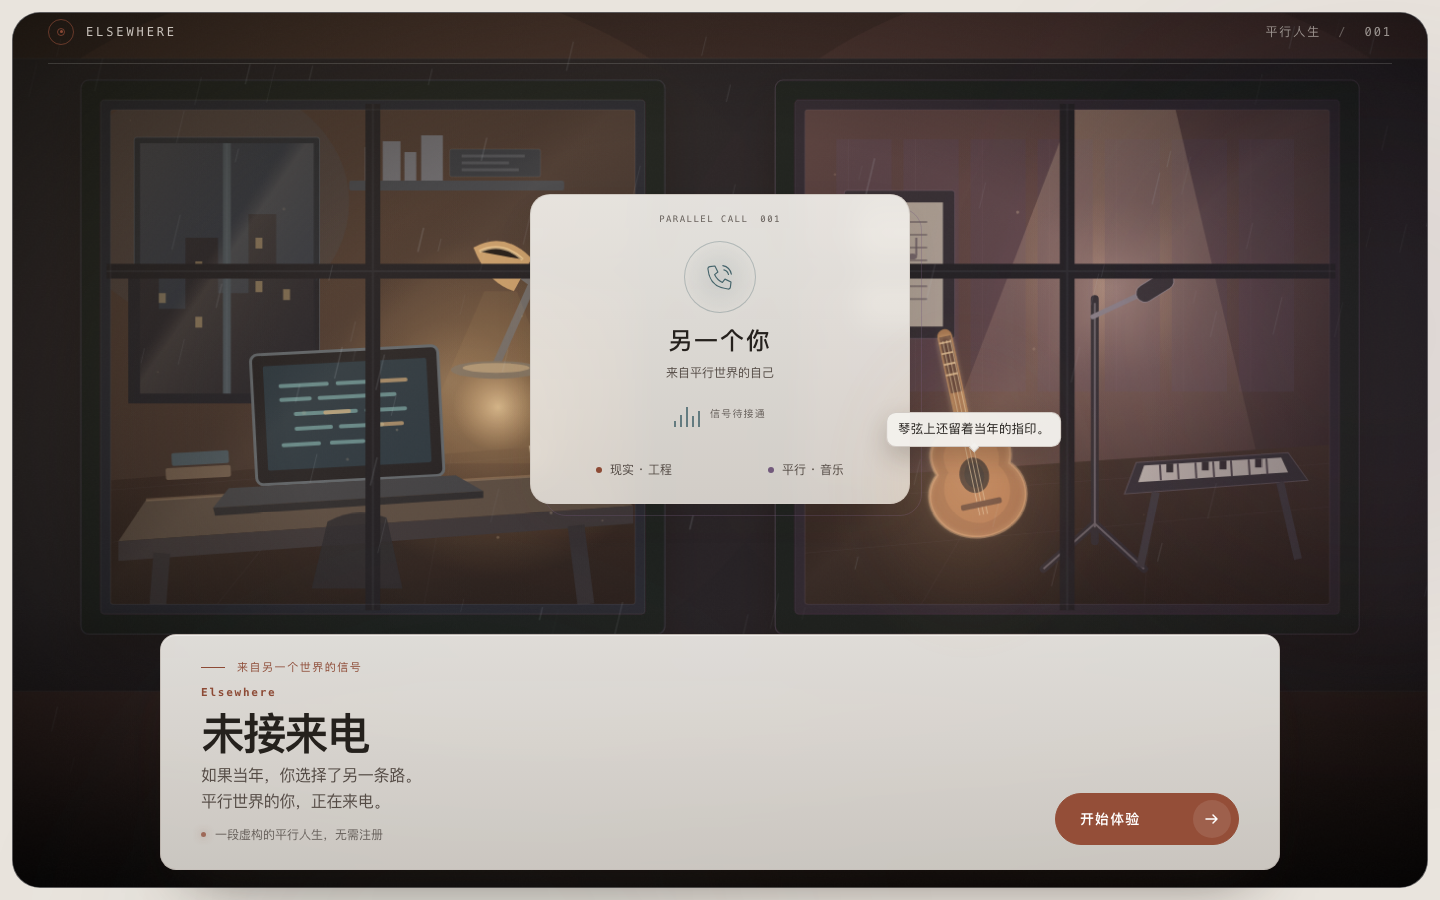 ELSEWHERE
平行人生 / 001
PARALLEL CALL 001
另一个你
来自平行世界的自己
信号待接通
现实 · 工程
平行 · 音乐
琴弦上还留着当年的指印。
来自另一个世界的信号
Elsewhere
未接来电
如果当年，你选择了另一条路。
平行世界的你，正在来电。
一段虚构的平行人生，无需注册
开始体验